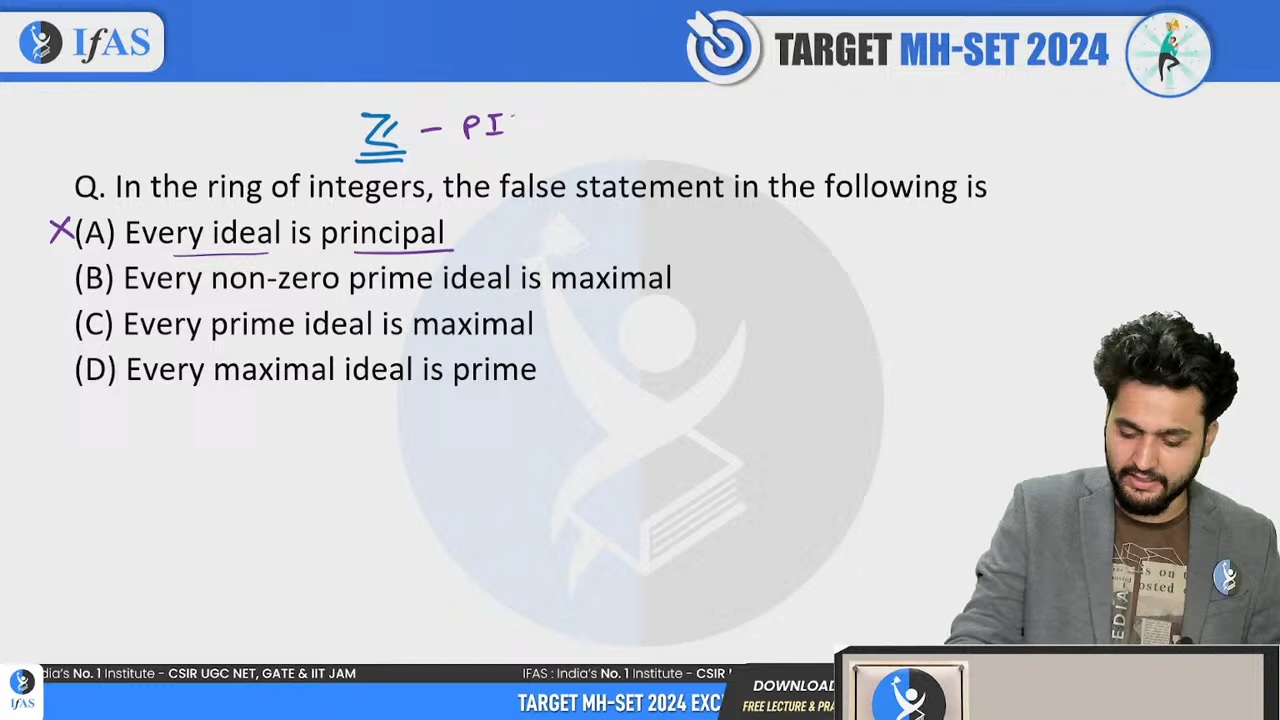 IfAS
TARGET MH-SET 2024
ℤ - PI
Q. In the ring of integers, the false statement in the following is
(A) Every ideal is principal
(B) Every non-zero prime ideal is maximal
(C) Every prime ideal is maximal
(D) Every maximal ideal is prime
dia's No. 1 Institute - CSIR UGC NET, GATE & IIT JAM
IFAS : India's No. 1 Institute - CSIR
IfAS
TARGET MH-SET 2024 EXC
DOWNLOAD
FREE LECTURE & PRA